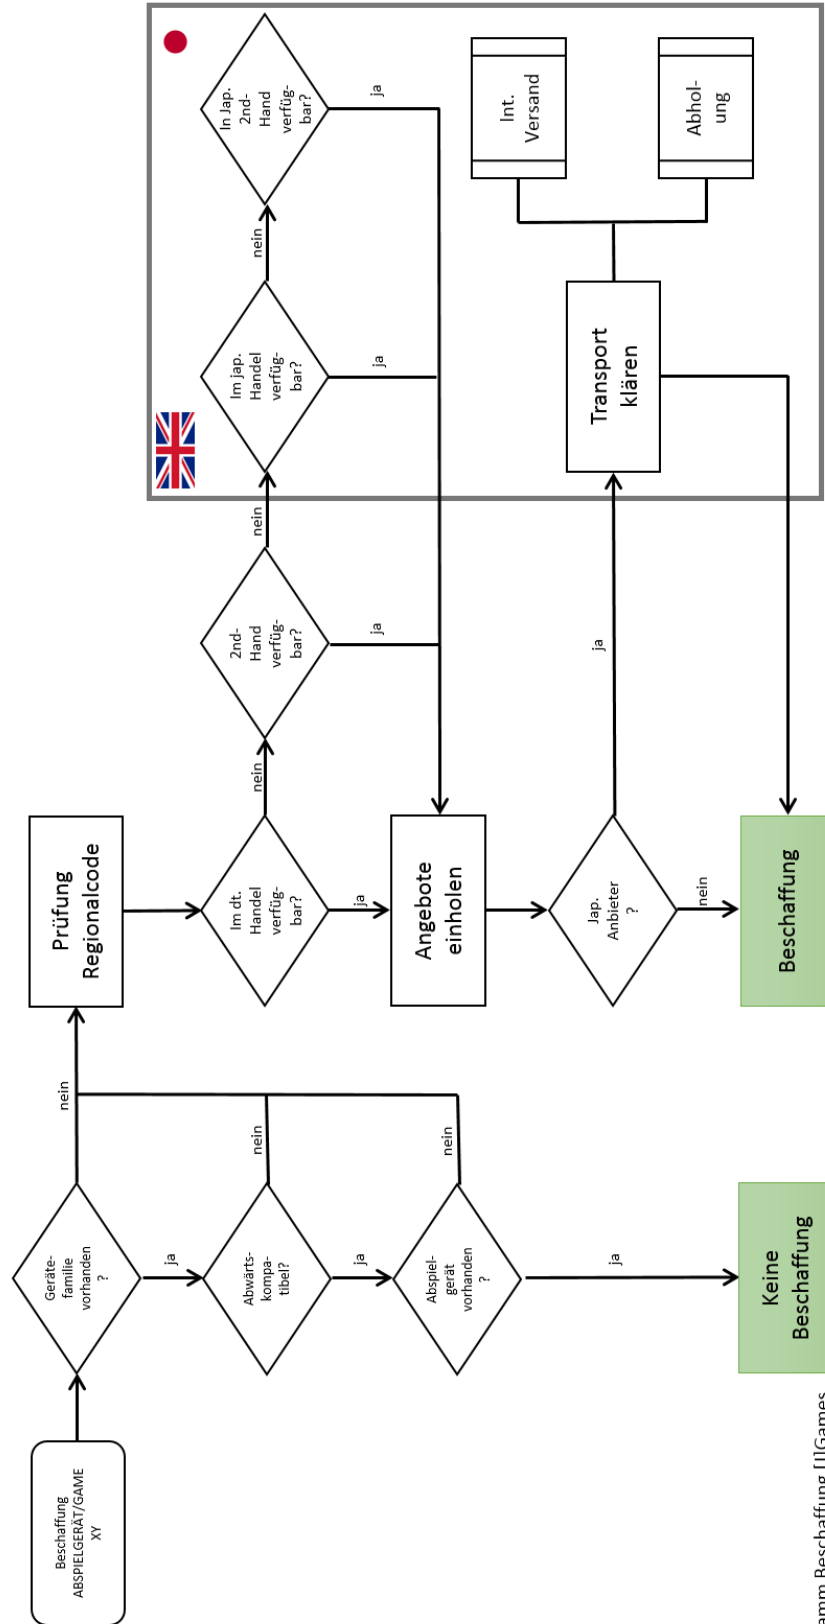 Beschaffung
ABSPIELGERÄT/GAME
XY
Geräte-
familie
vorhanden
?
nein
ja
Abwärts-
kompa-
tibel?
nein
ja
Abspiel-
gerät
vorhanden
?
nein
ja
Keine
Beschaffung
Prüfung
Regionalcode
Im dt.
Handel
verfüg-
bar?
nein
ja
2nd-
Hand
verfüg-
bar?
nein
ja
Im jap.
Handel
verfüg-
bar?
nein
ja
In Jap.
2nd-
Hand
verfüg-
bar?
ja
Angebote
einholen
Jap.
Anbieter
?
ja
nein
Transport
klären
Int.
Versand
Abhol-
ung
Beschaffung
amm Beschaffung [J]Games